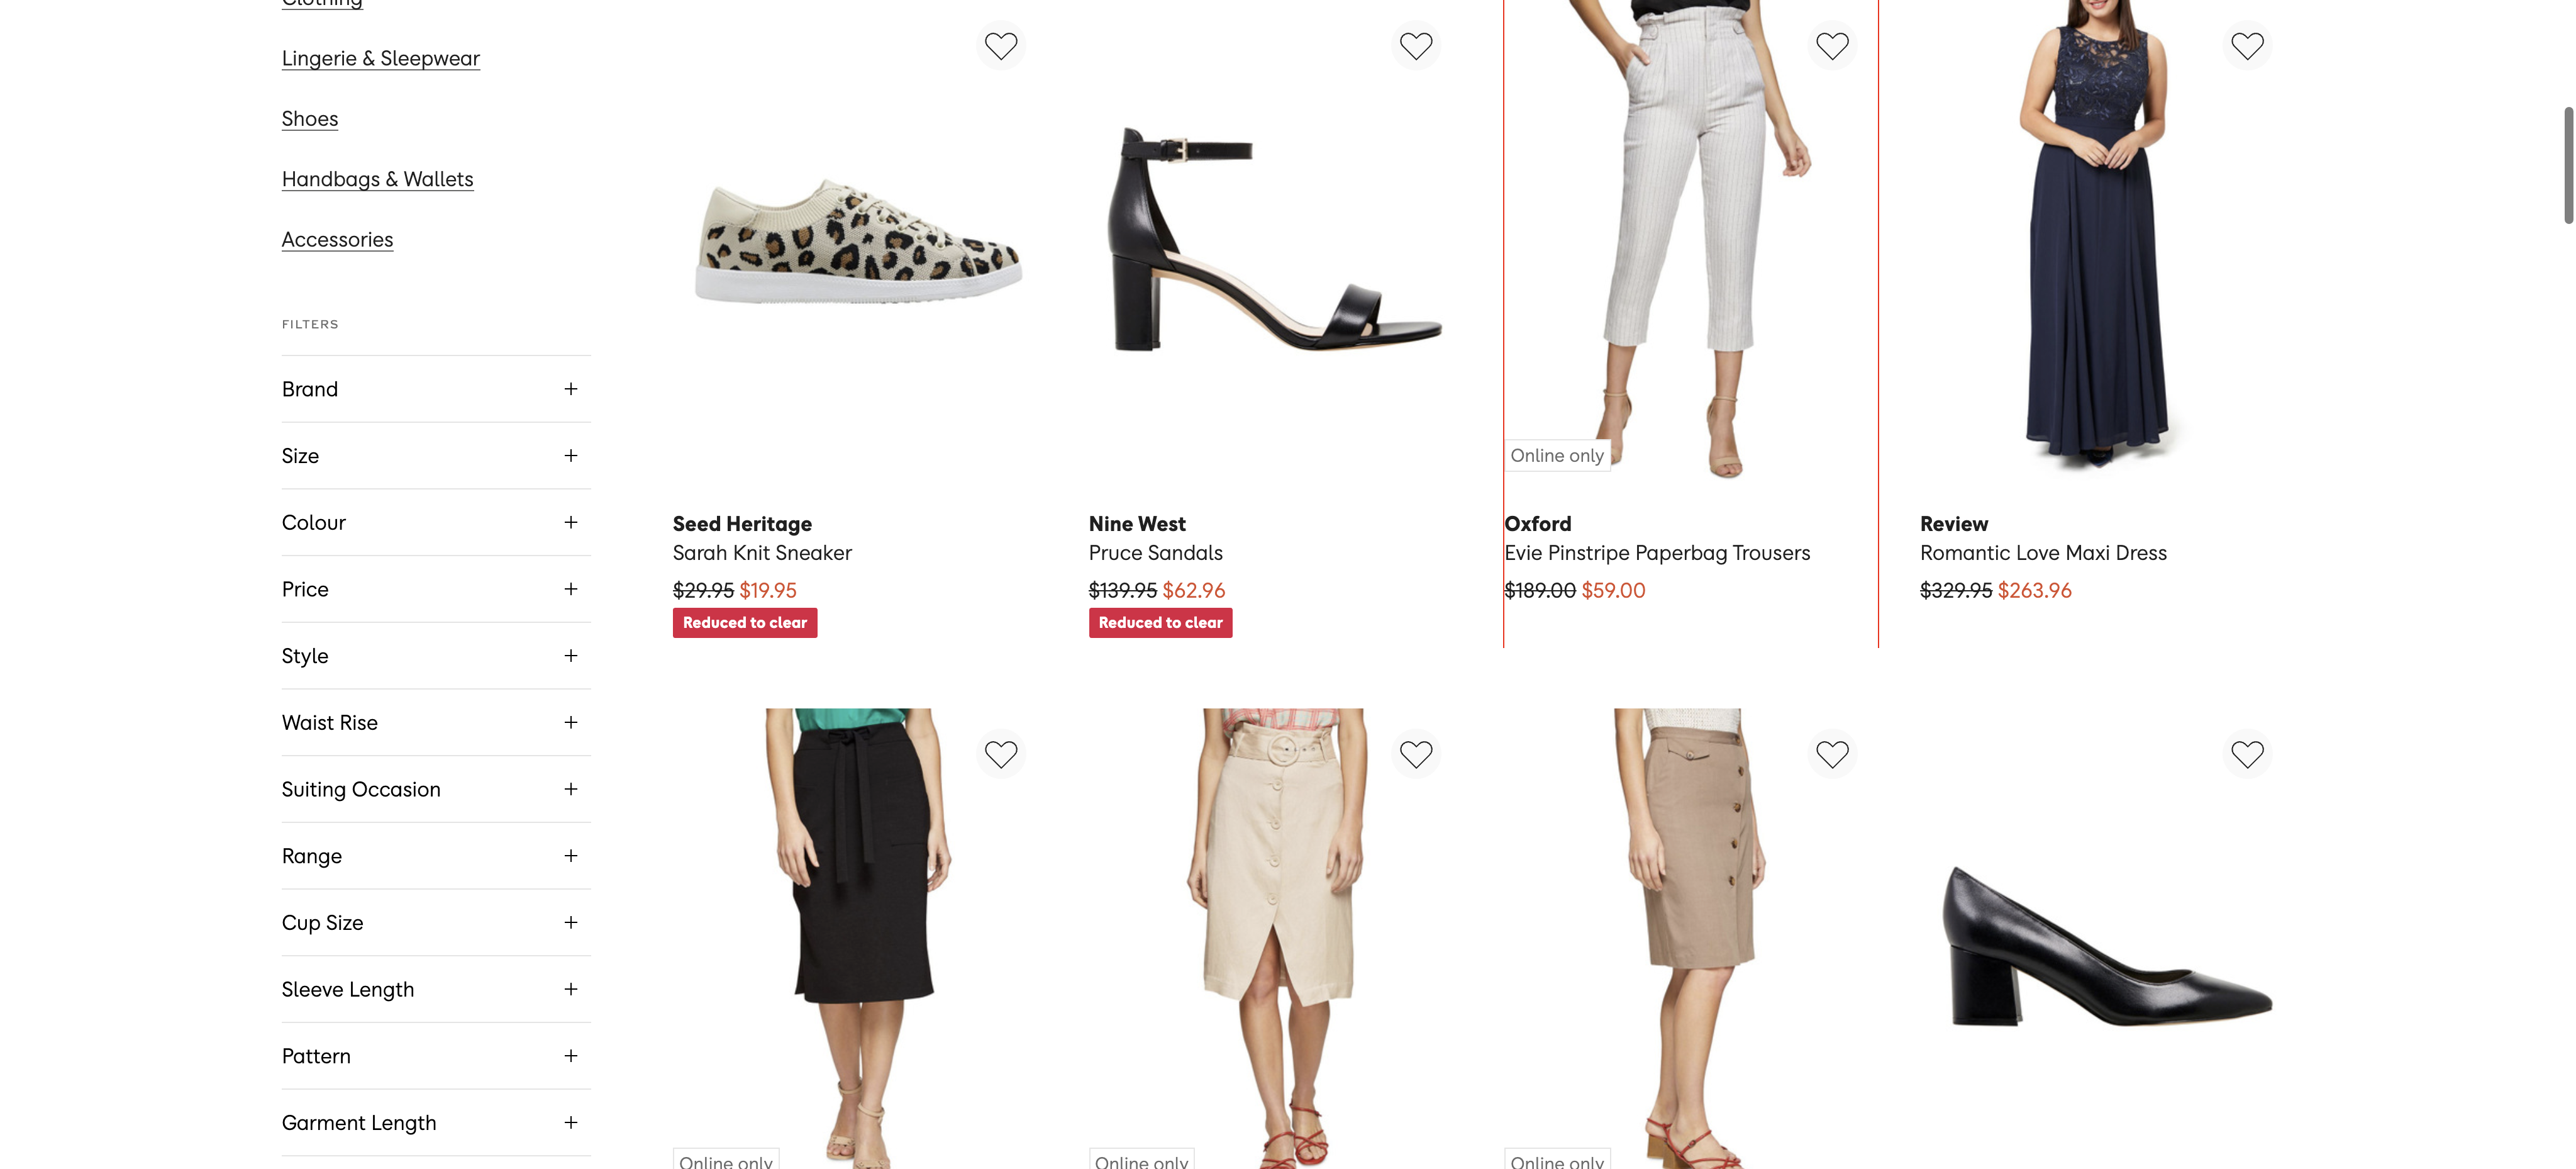 Clothing
Lingerie & Sleepwear
Shoes
Handbags & Wallets
Accessories
FILTERS
Brand
Size
Colour
Price
Style
Waist Rise
Suiting Occasion
Range
Cup Size
Sleeve Length
Pattern
Garment Length
Seed Heritage
Sarah Knit Sneaker
$29.95 $19.95
Reduced to clear
Nine West
Pruce Sandals
$139.95 $62.96
Reduced to clear
Online only
Oxford
Evie Pinstripe Paperbag Trousers
$189.00 $59.00
Review
Romantic Love Maxi Dress
$329.95 $263.96
Online only
Online only
Online only